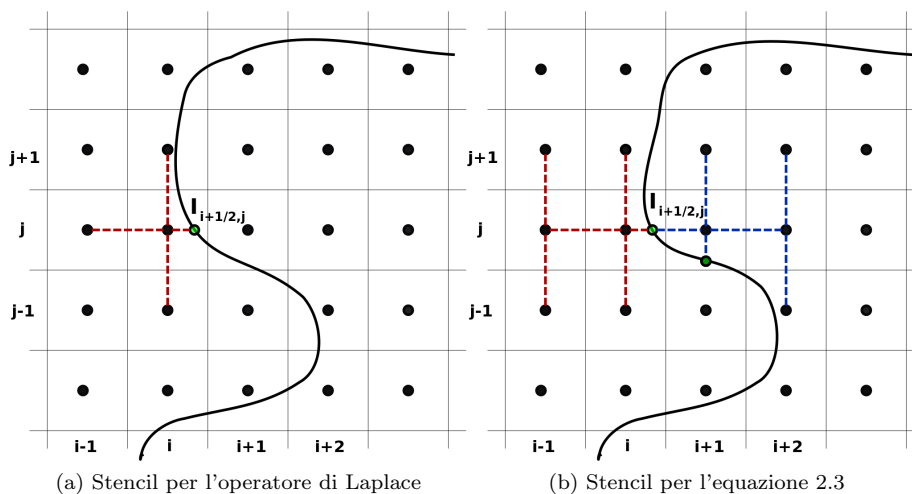 j+1
j
j-1
I i+1/2,j
i-1 i i+1 i+2
(a) Stencil per l'operatore di Laplace
j+1
j
j-1
I i+1/2,j
i-1 i i+1 i+2
(b) Stencil per l'equazione 2.3